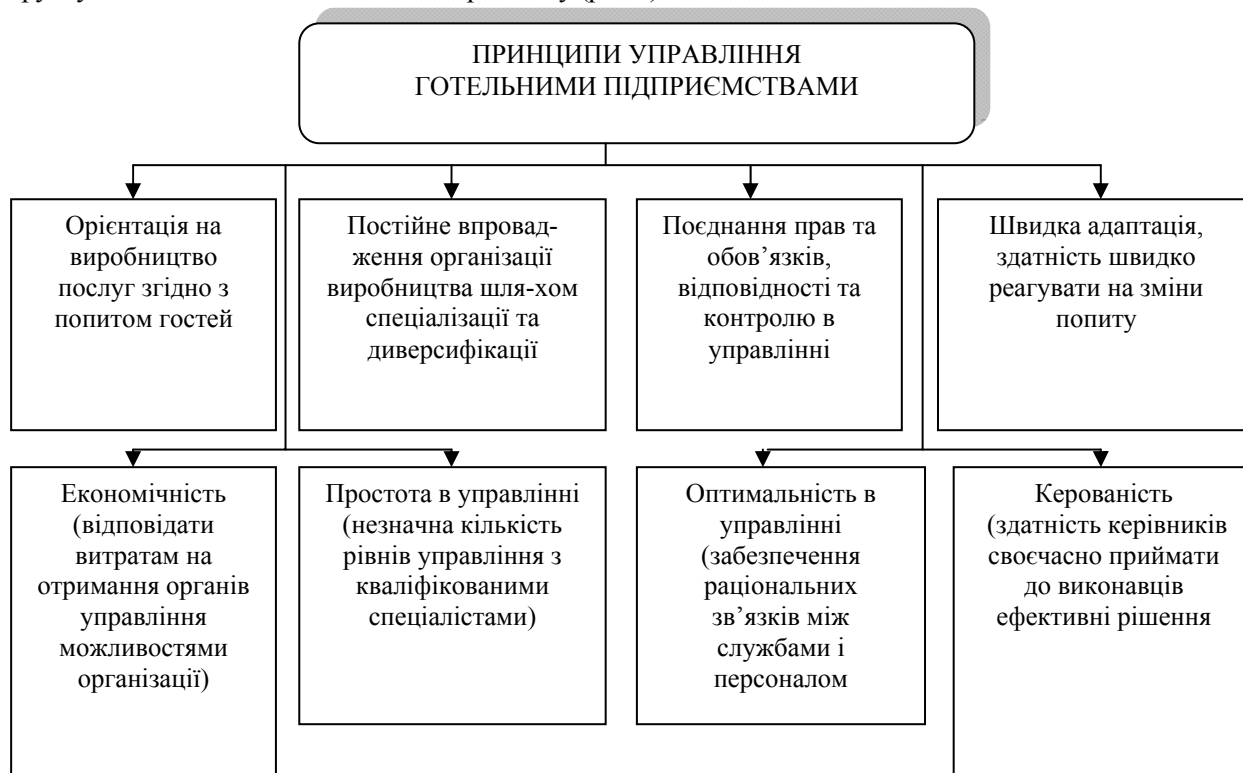 ПРИНЦИПИ УПРАВЛІННЯ
ГОТЕЛЬНИМИ ПІДПРИЄМСТВАМИ
Орієнтація на
виробництво
послуг згідно з
попитом гостей
Постійне впровад-
ження організації
виробництва шля-хом
спеціалізації та
диверсифікації
Поєднання прав та
обов’язків,
відповідності та
контролю в
управлінні
Швидка адаптація,
здатність швидко
реагувати на зміни
попиту
Економічність
(відповідати
витратам на
отримання органів
управління
можливостями
організації)
Простота в управлінні
(незначна кількість
рівнів управління з
кваліфікованими
спеціалістами)
Оптимальність в
управлінні
(забезпечення
раціональних
зв’язків між
службами і
персоналом
Керованість
(здатність керівників
своєчасно приймати
до виконавців
ефективні рішення